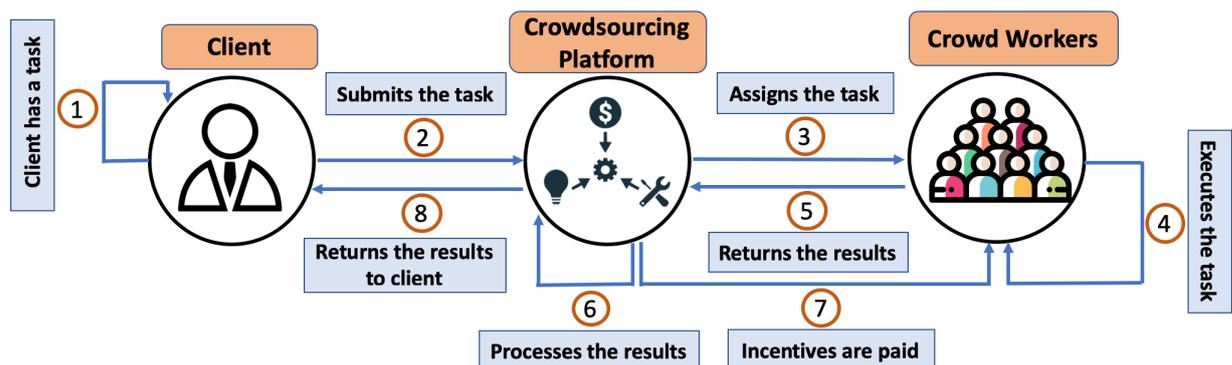 Client has a task
1
Client
Submits the task
2
8
Returns the results
to client
Crowdsourcing
Platform
$
6
Processes the results
Assigns the task
3
5
Returns the results
7
Incentives are paid
Crowd Workers
4
Executes the task